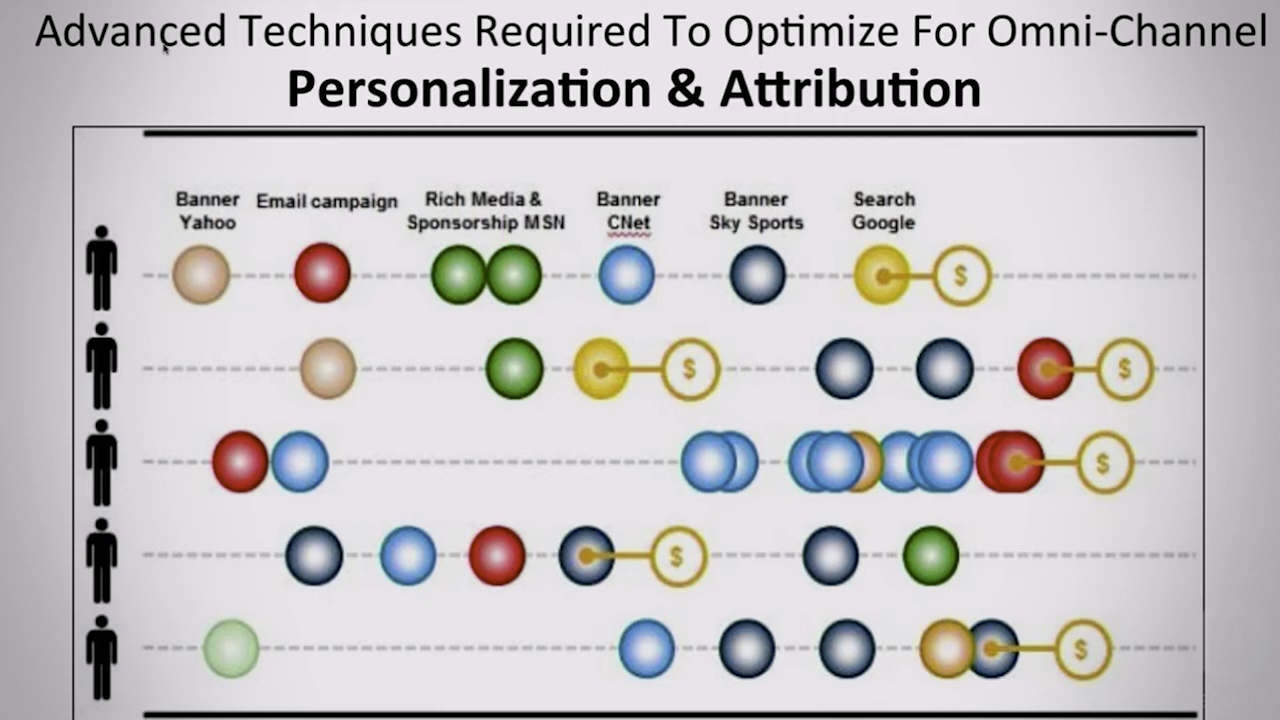 Advanced Techniques Required To Optimize For Omni-Channel
Personalization & Attribution
Banner Yahoo
Email campaign
Rich Media & Sponsorship MSN
Banner CNet
Banner Sky Sports
Search Google
$
$
$
$
$
$